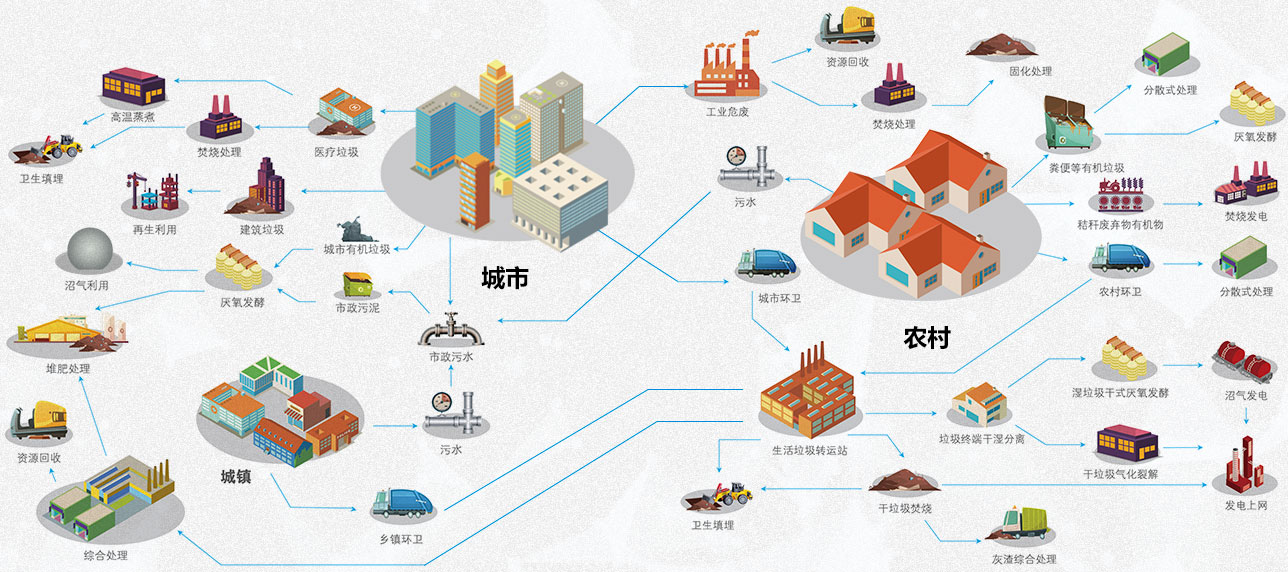 资源回收
固化处理
分散式处理
工业危废
焚烧处理
厌氧发酵
高温蒸煮
焚烧处理
医疗垃圾
卫生填埋
粪便等有机垃圾
污水
秸秆废弃物有机物
焚烧发电
再生利用
建筑垃圾
城市有机垃圾
沼气利用
厌氧发酵
市政污泥
城市
城市环卫
农村环卫
分散式处理
农村
市政污水
堆肥处理
湿垃圾干式厌氧发酵
沼气发电
资源回收
城镇
污水
生活垃圾转运站
垃圾终端干湿分离
干垃圾气化裂解
发电上网
卫生填埋
干垃圾焚烧
乡镇环卫
综合处理
灰渣综合处理